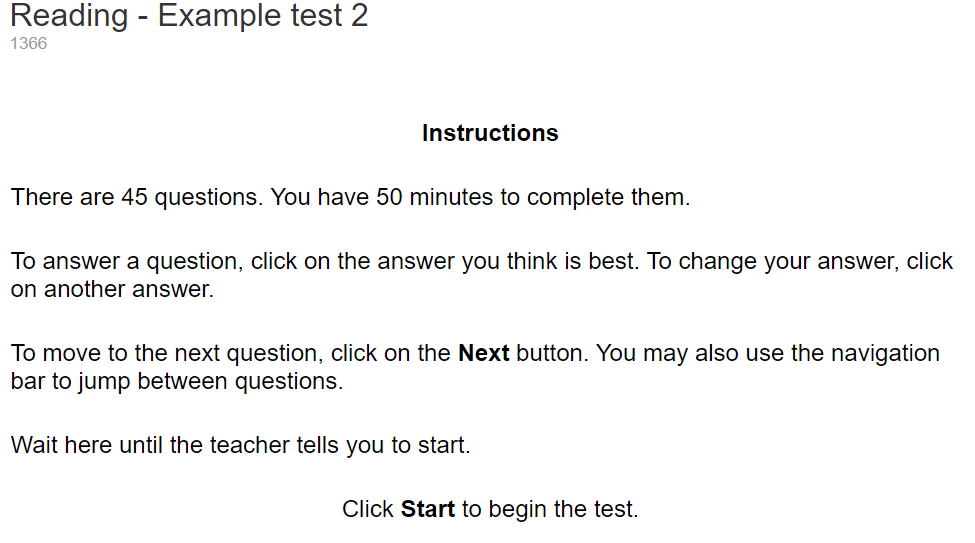 Reading - Example test 2
1366
Instructions
There are 45 questions. You have 50 minutes to complete them.
To answer a question, click on the answer you think is best. To change your answer, click
on another answer.
To move to the next question, click on the Next button. You may also use the navigation
bar to jump between questions.
Wait here until the teacher tells you to start.
Click Start to begin the test.